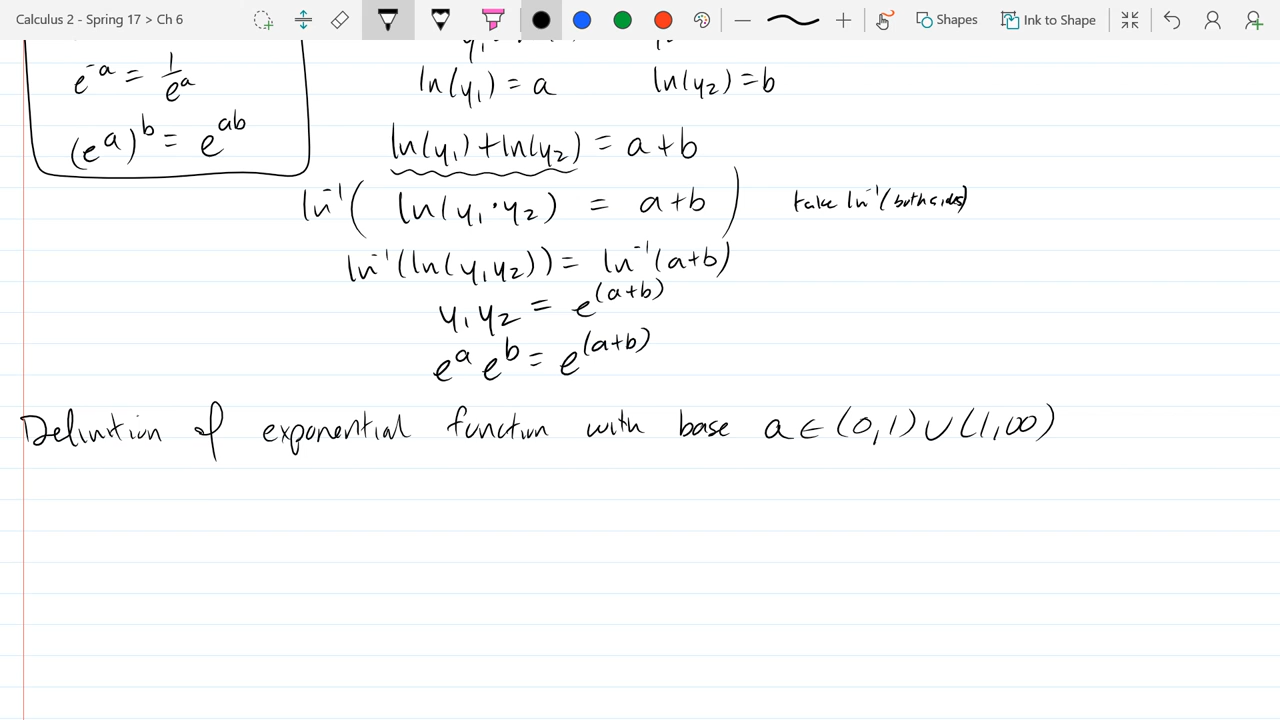 Calculus 2 - Spring 17 > Ch 6
Shapes
Ink to Shape
e^-a = 1/e^a
(e^a)^b = e^ab
ln(y₁) = a    ln(y₂) = b
ln(y₁) + ln(y₂) = a + b
ln⁻¹( ln(y₁·y₂) = a + b )    take ln⁻¹(both sides)
ln⁻¹(ln(y₁y₂)) = ln⁻¹(a+b)
y₁y₂ = e^(a+b)
e^a e^b = e^(a+b)
Definition of exponential function with base a ∈ (0,1) ∪ (1,∞)